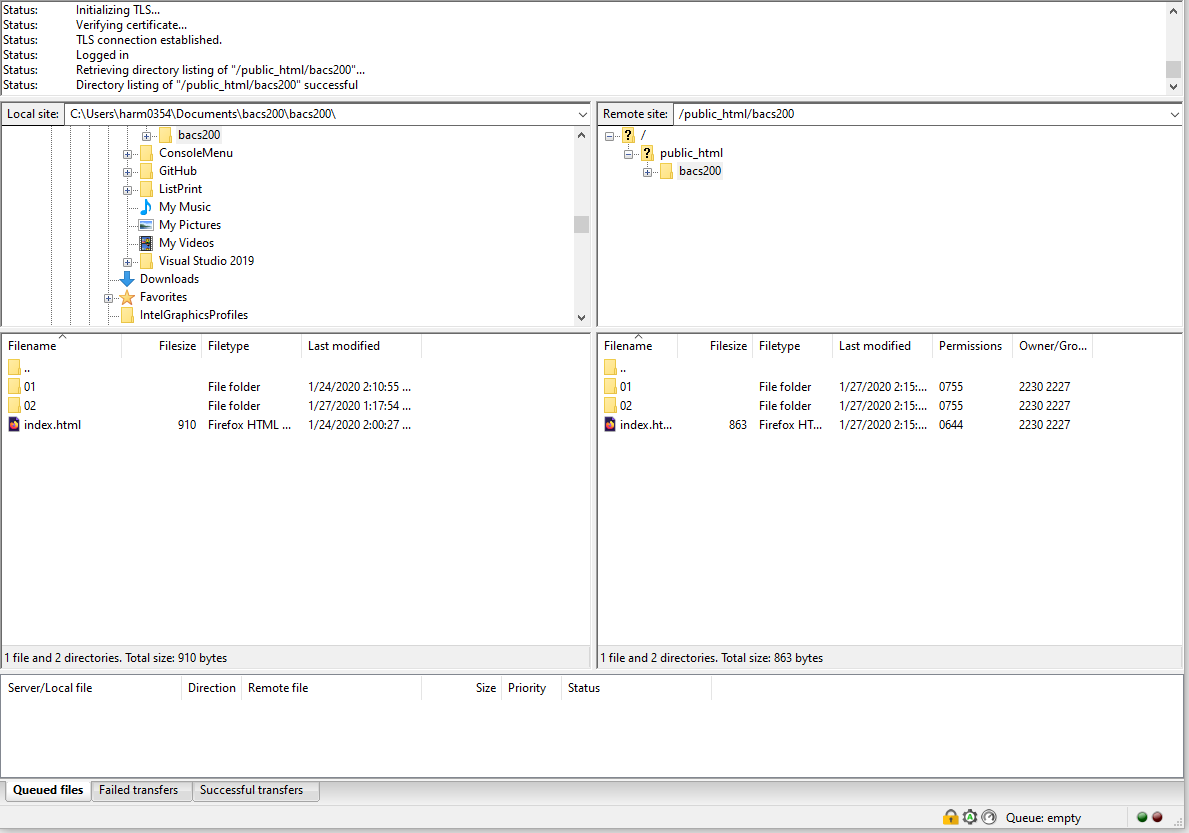 Status: Initializing TLS...
Status: Verifying certificate...
Status: TLS connection established.
Status: Logged in
Status: Retrieving directory listing of "/public_html/bacs200"...
Status: Directory listing of "/public_html/bacs200" successful
Local site: C:\Users\harm0354\Documents\bacs200\bacs200\
bacs200
ConsoleMenu
GitHub
ListPrint
My Music
My Pictures
My Videos
Visual Studio 2019
Downloads
Favorites
IntelGraphicsProfiles
Remote site: /public_html/bacs200
/
public_html
bacs200
Filename Filesize Filetype Last modified
..
01 File folder 1/24/2020 2:10:55 ...
02 File folder 1/27/2020 1:17:54 ...
index.html 910 Firefox HTML ... 1/24/2020 2:00:27 ...
1 file and 2 directories. Total size: 910 bytes
Filename Filesize Filetype Last modified Permissions Owner/Gro...
..
01 File folder 1/27/2020 2:15:... 0755 2230 2227
02 File folder 1/27/2020 2:15:... 0755 2230 2227
index.ht... 863 Firefox HT... 1/27/2020 2:15:... 0644 2230 2227
1 file and 2 directories. Total size: 863 bytes
Server/Local file Direction Remote file Size Priority Status
Queued files Failed transfers Successful transfers
Queue: empty